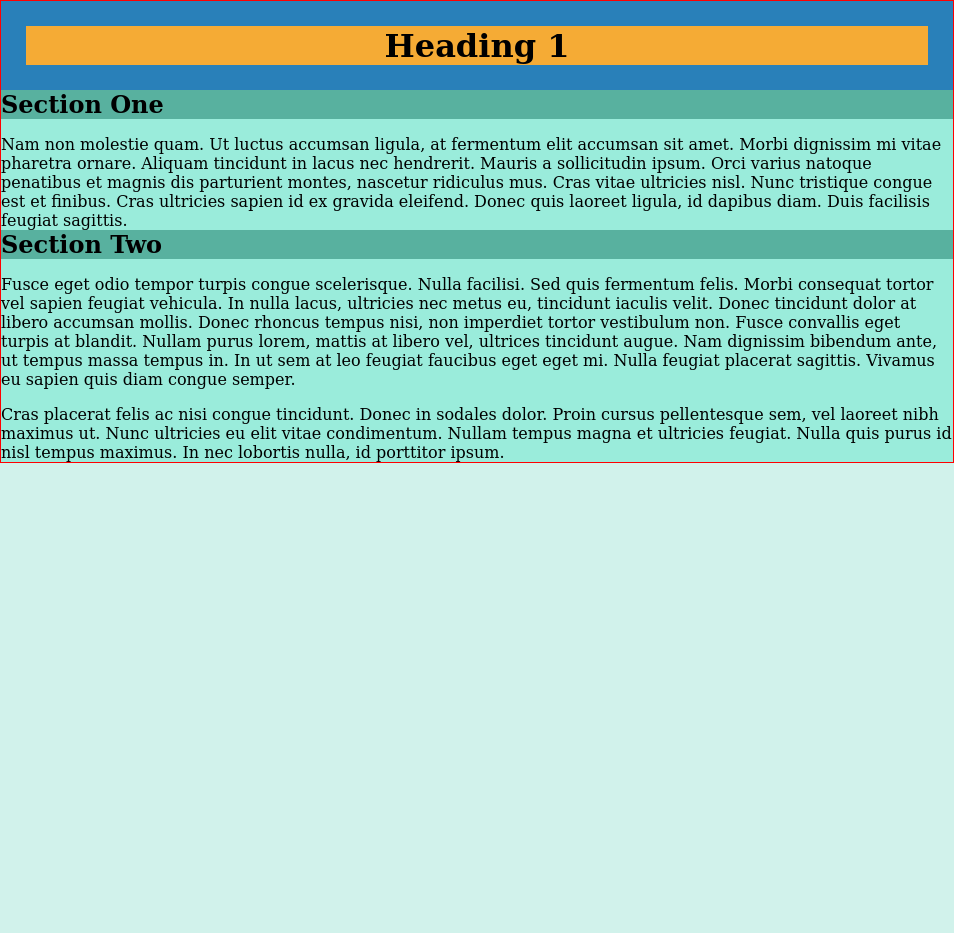 Heading 1
Section One
Nam non molestie quam. Ut luctus accumsan ligula, at fermentum elit accumsan sit amet. Morbi dignissim mi vitae
pharetra ornare. Aliquam tincidunt in lacus nec hendrerit. Mauris a sollicitudin ipsum. Orci varius natoque
penatibus et magnis dis parturient montes, nascetur ridiculus mus. Cras vitae ultricies nisl. Nunc tristique congue
est et finibus. Cras ultricies sapien id ex gravida eleifend. Donec quis laoreet ligula, id dapibus diam. Duis facilisis
feugiat sagittis.
Section Two
Fusce eget odio tempor turpis congue scelerisque. Nulla facilisi. Sed quis fermentum felis. Morbi consequat tortor
vel sapien feugiat vehicula. In nulla lacus, ultricies nec metus eu, tincidunt iaculis velit. Donec tincidunt dolor at
libero accumsan mollis. Donec rhoncus tempus nisi, non imperdiet tortor vestibulum non. Fusce convallis eget
turpis at blandit. Nullam purus lorem, mattis at libero vel, ultrices tincidunt augue. Nam dignissim bibendum ante,
ut tempus massa tempus in. In ut sem at leo feugiat faucibus eget eget mi. Nulla feugiat placerat sagittis. Vivamus
eu sapien quis diam congue semper.
Cras placerat felis ac nisi congue tincidunt. Donec in sodales dolor. Proin cursus pellentesque sem, vel laoreet nibh
maximus ut. Nunc ultricies eu elit vitae condimentum. Nullam tempus magna et ultricies feugiat. Nulla quis purus id
nisl tempus maximus. In nec lobortis nulla, id porttitor ipsum.